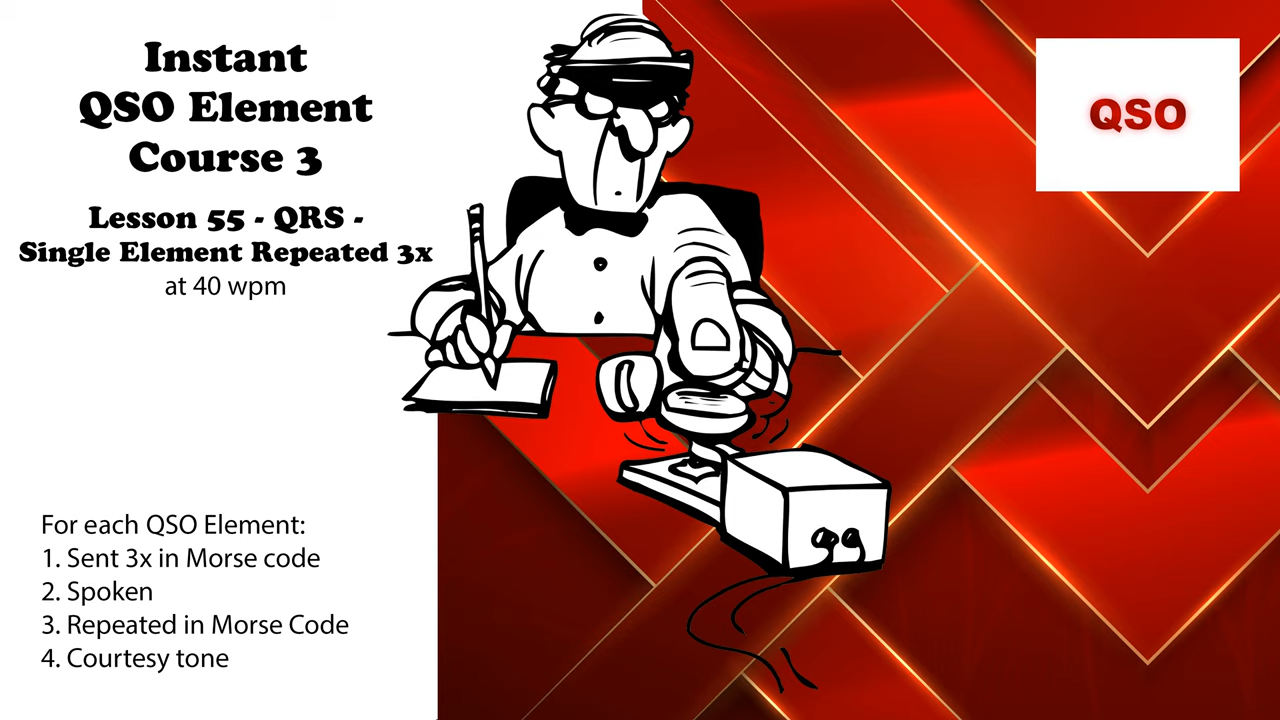 Instant
QSO Element
Course 3
Lesson 55 - QRS -
Single Element Repeated 3x
at 40 wpm
QSO
For each QSO Element:
1. Sent 3x in Morse code
2. Spoken
3. Repeated in Morse Code
4. Courtesy tone